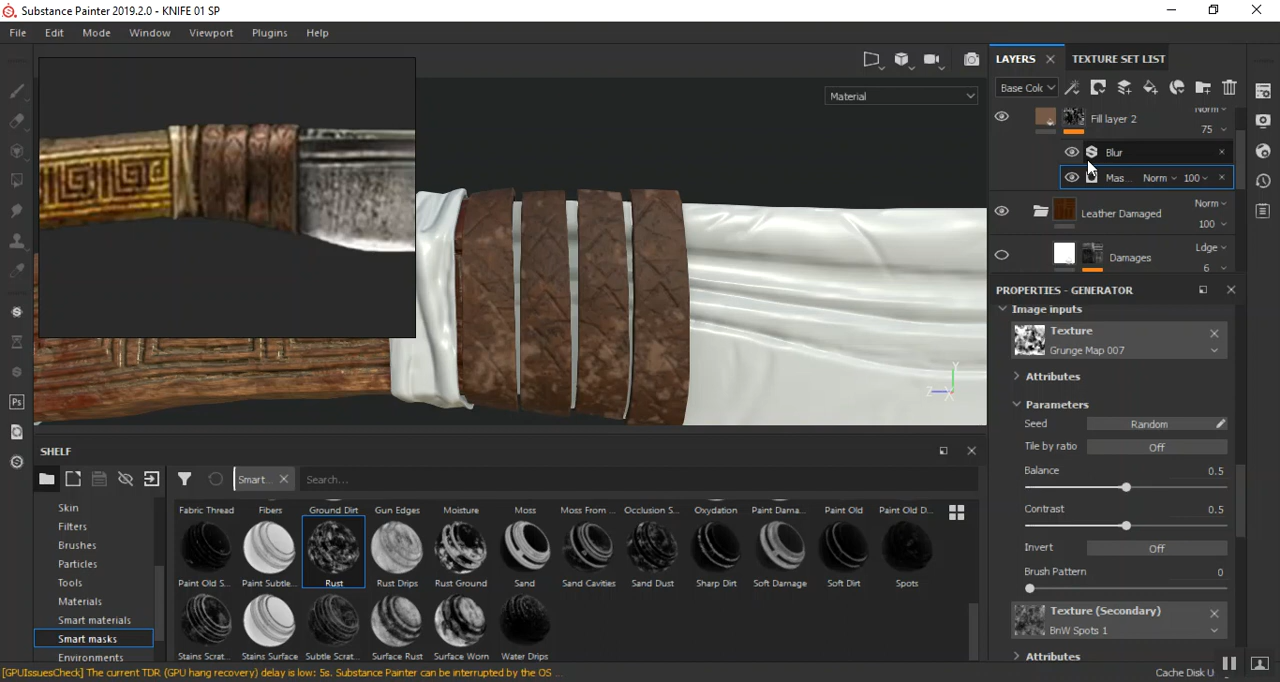 Substance Painter 2019.2.0 - KNIFE 01 SP
File Edit Mode Window Viewport Plugins Help
LAYERS TEXTURE SET LIST
Base Colo
Material
Norm
Fill layer 2
75
Blur
Mas... Norm 100
Norm
Leather Damaged
100
Ldge
Damages
6
PROPERTIES - GENERATOR
Image inputs
Texture
Grunge Map 007
Attributes
Parameters
Seed Random
Tile by ratio Off
Balance 0.5
Contrast 0.5
Invert Off
Brush Pattern 0
Texture (Secondary)
BnW Spots 1
Attributes
SHELF
Smart... Search...
Skin
Filters
Brushes
Particles
Tools
Materials
Smart materials
Smart masks
Environments
Fabric Thread Fibers Ground Dirt Gun Edges Moisture Moss Moss From ... Occlusion S... Oxydation Paint Dama... Paint Old Paint Old D...
Paint Old S... Paint Subtle... Rust Rust Drips Rust Ground Sand Sand Cavities Sand Dust Sharp Dirt Soft Damage Soft Dirt Spots
Stains Scrat... Stains Surface Subtle Scrat... Surface Rust Surface Worn Water Drips
[GPUIssuesCheck] The current TDR (GPU hang recovery) delay is low: 5s. Substance Painter can be interrupted by the OS ...
Cache Disk U
Ps